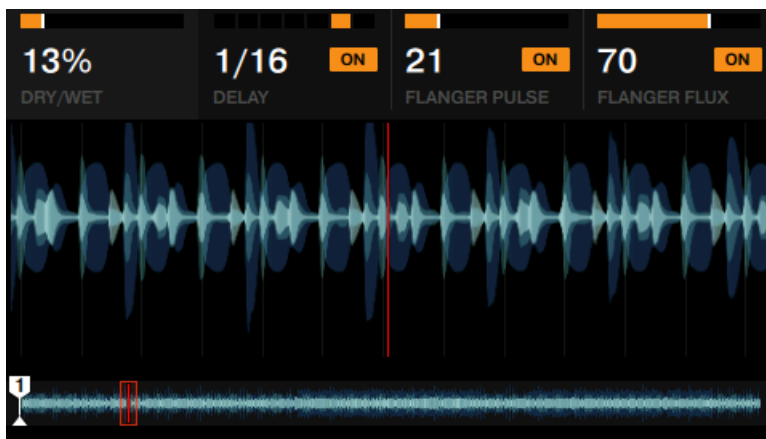 13%
DRY/WET
1/16 ON
DELAY
21 ON
FLANGER PULSE
70 ON
FLANGER FLUX
1